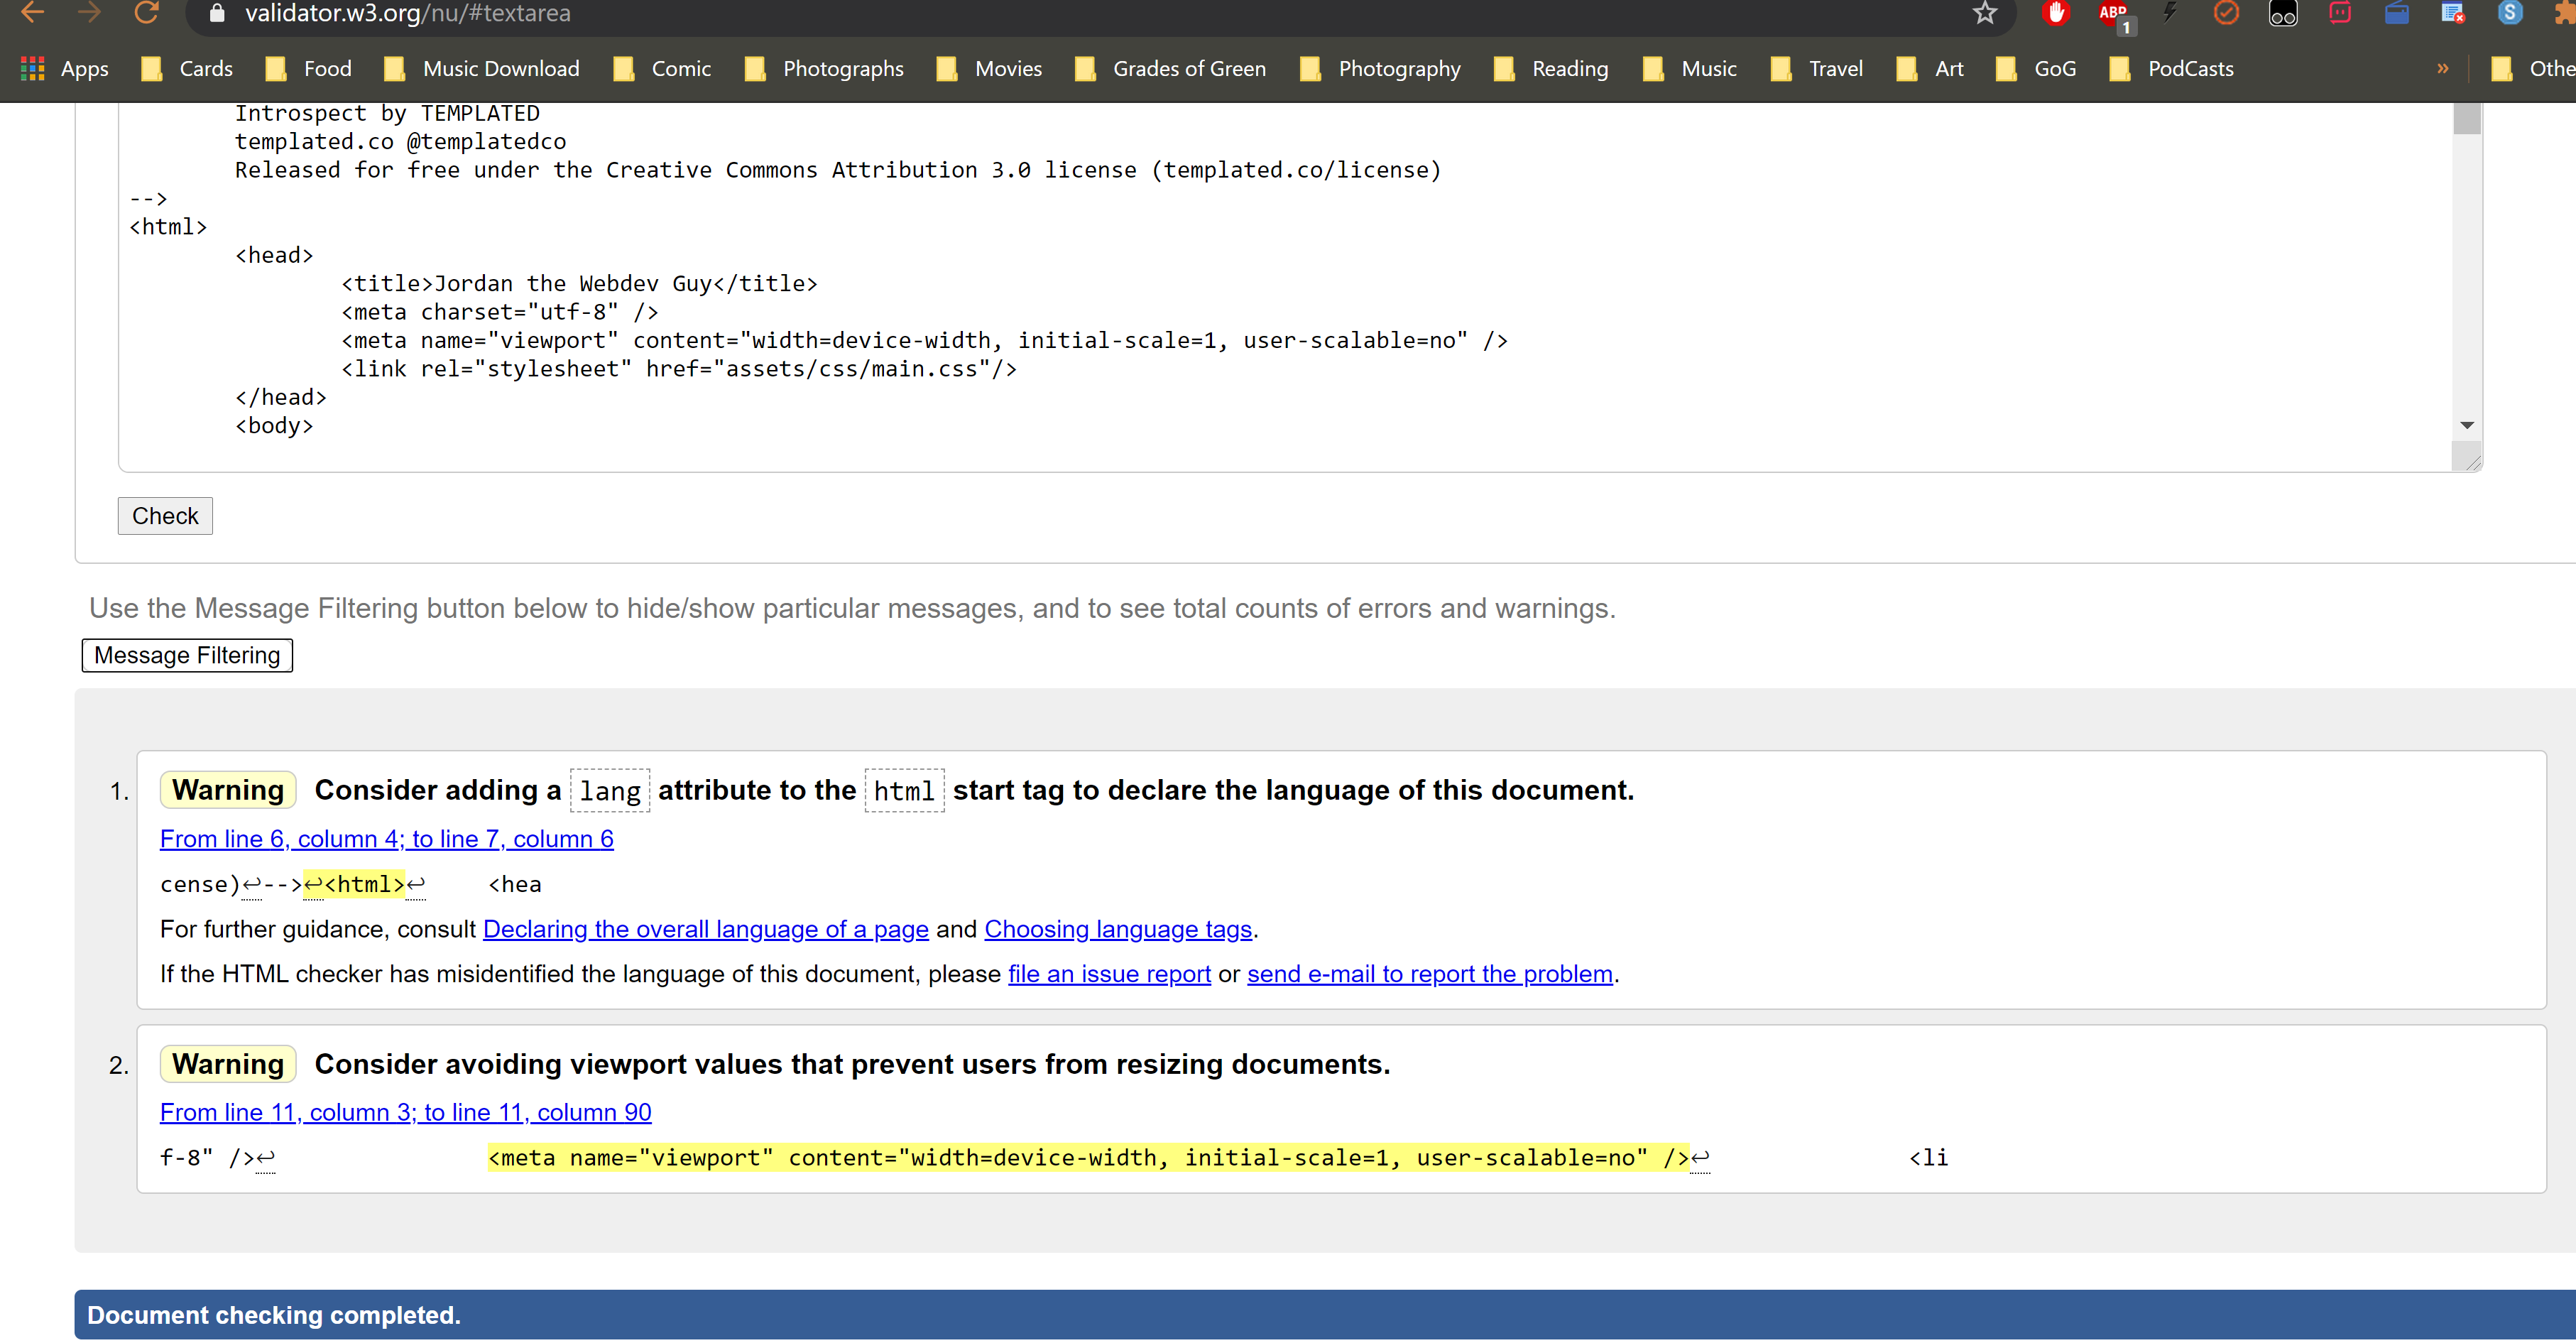 validator.w3.org/nu/#textarea
ABP
1
S
Apps Cards Food Music Download Comic Photographs Movies Grades of Green Photography Reading Music Travel Art GoG PodCasts » Othe
Introspect by TEMPLATED
templated.co @templatedco
Released for free under the Creative Commons Attribution 3.0 license (templated.co/license)
-->
<html>
<head>
<title>Jordan the Webdev Guy</title>
<meta charset="utf-8" />
<meta name="viewport" content="width=device-width, initial-scale=1, user-scalable=no" />
<link rel="stylesheet" href="assets/css/main.css"/>
</head>
<body>
Check
Use the Message Filtering button below to hide/show particular messages, and to see total counts of errors and warnings.
Message Filtering
1. Warning Consider adding a lang attribute to the html start tag to declare the language of this document.
From line 6, column 4; to line 7, column 6
cense)↩-->↩<html>↩ <hea
For further guidance, consult Declaring the overall language of a page and Choosing language tags.
If the HTML checker has misidentified the language of this document, please file an issue report or send e-mail to report the problem.
2. Warning Consider avoiding viewport values that prevent users from resizing documents.
From line 11, column 3; to line 11, column 90
f-8" />↩ <meta name="viewport" content="width=device-width, initial-scale=1, user-scalable=no" />↩ <li
Document checking completed.